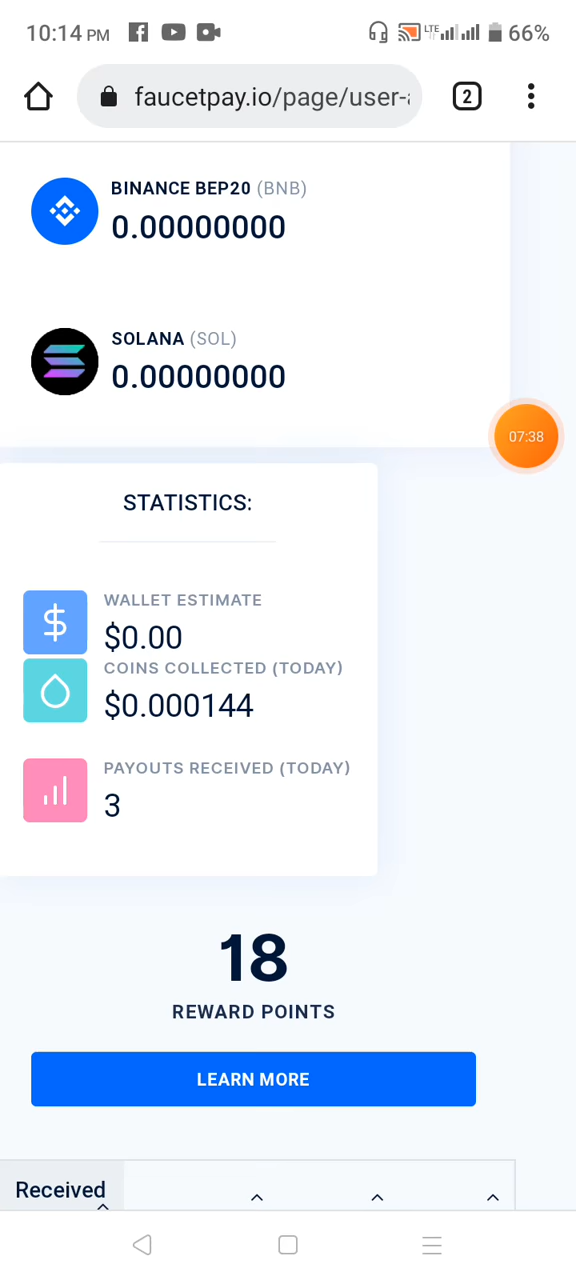 10:14 PM
LTE
66%
faucetpay.io/page/user-
2
BINANCE BEP20 (BNB)
0.00000000
SOLANA (SOL)
0.00000000
07:38
STATISTICS:
WALLET ESTIMATE
$0.00
COINS COLLECTED (TODAY)
$0.000144
PAYOUTS RECEIVED (TODAY)
3
18
REWARD POINTS
LEARN MORE
Received